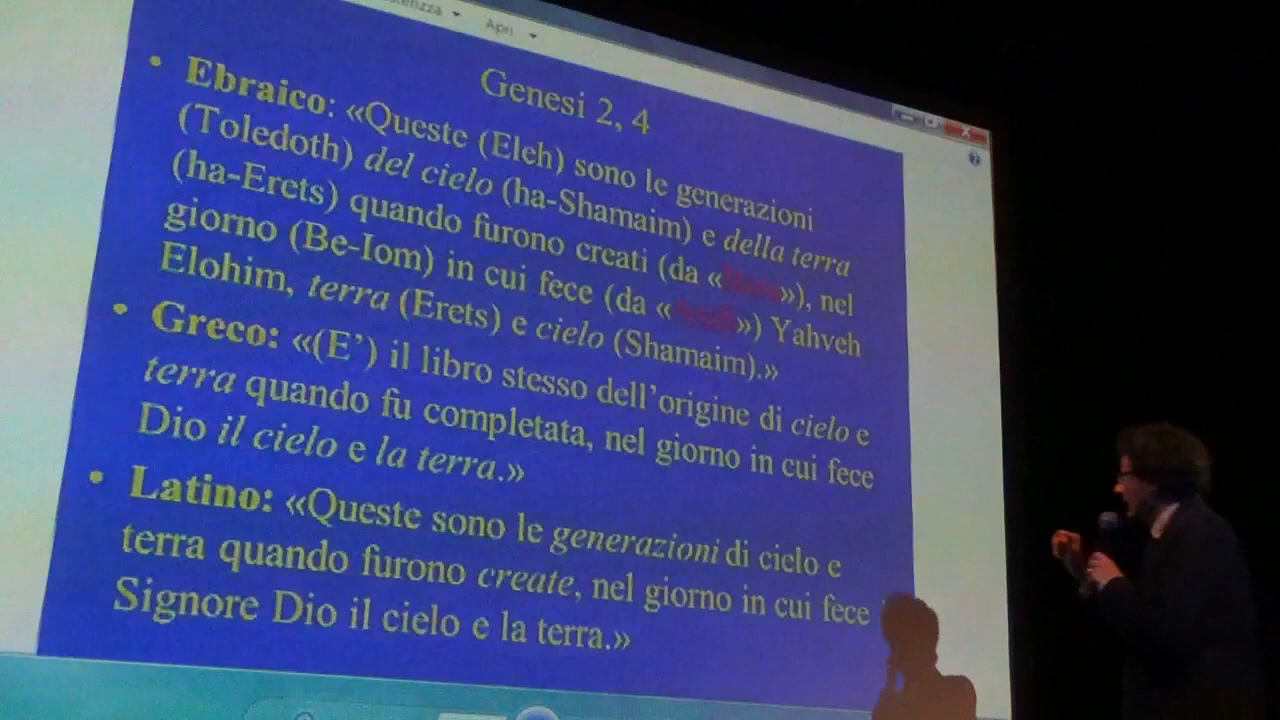 Apri
Genesi 2, 4
• Ebraico: «Queste (Eleh) sono le generazioni
(Toledoth) del cielo (ha-Shamaim) e della terra
(ha-Erets) quando furono creati (da « »), nel
giorno (Be-Iom) in cui fece (da « ») Yahveh
Elohim, terra (Erets) e cielo (Shamaim).»
• Greco: «(E’) il libro stesso dell’origine di cielo e
terra quando fu completata, nel giorno in cui fece
Dio il cielo e la terra.»
• Latino: «Queste sono le generazioni di cielo e
terra quando furono create, nel giorno in cui fece
Signore Dio il cielo e la terra.»